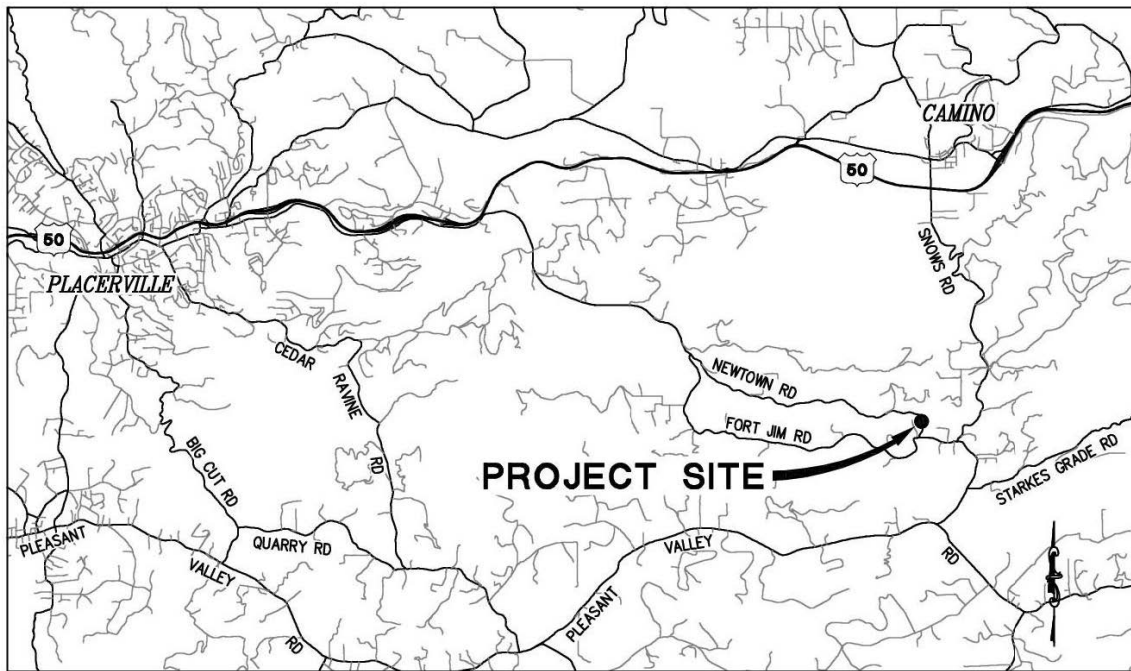 CAMINO
50
50
PLACERVILLE
SNOWS RD
CEDAR
RAVINE
RD
NEWTOWN RD
FORT JIM RD
BIG CUT RD
PROJECT SITE
STARKES GRADE RD
PLEASANT
VALLEY
RD
QUARRY RD
PLEASANT
VALLEY
RD